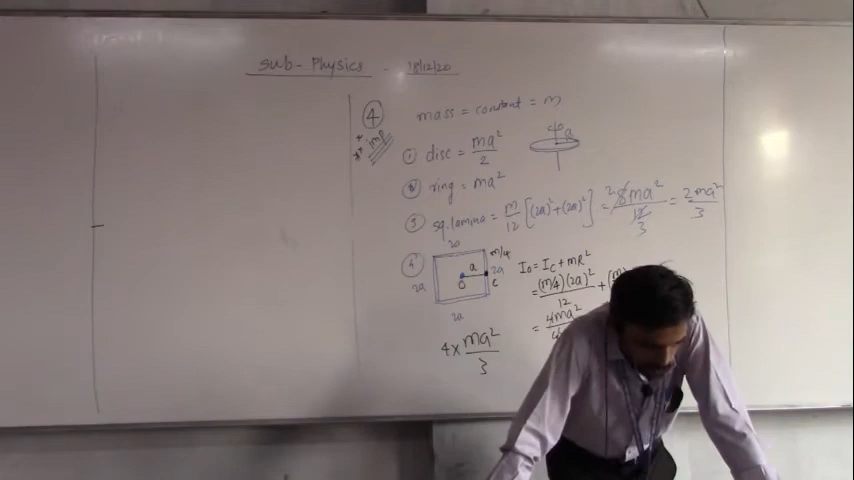 Sub - Physics - 18/12/20
④ mass = constant = m
** imp
① disc = ma²/2
a
② ring = ma²
③ sq. lamina = m/12 [(2a)²+(2a)²] = 8ma²/12 = 2ma²/3
④ 2a 2a 2a 2a m/4 a O c
I₀ = I_c + mR²
= (m/4)(2a)²/12 +
= 4ma²
4 × ma²/3